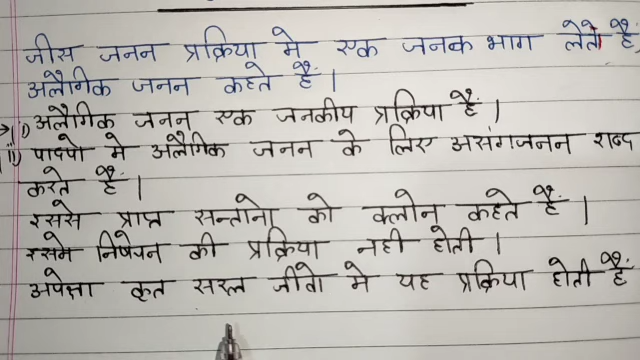 जीस जनन प्रक्रिया मे एक जनक भाग लेता है
अलैगिक जनन कहते हैं।
i) अलैगिक जनन एक जनकीय प्रक्रिया है।
ii) पादपो मे अलैगिक जनन के लिए असंगजनन शब्द
करते हैं।
इससे प्राप्त सन्तानो को क्लोन कहते हैं।
इसमे निषेचन की प्रक्रिया नही होती।
अपेक्षा कृत सरल जीवो मे यह प्रक्रिया होती हैं